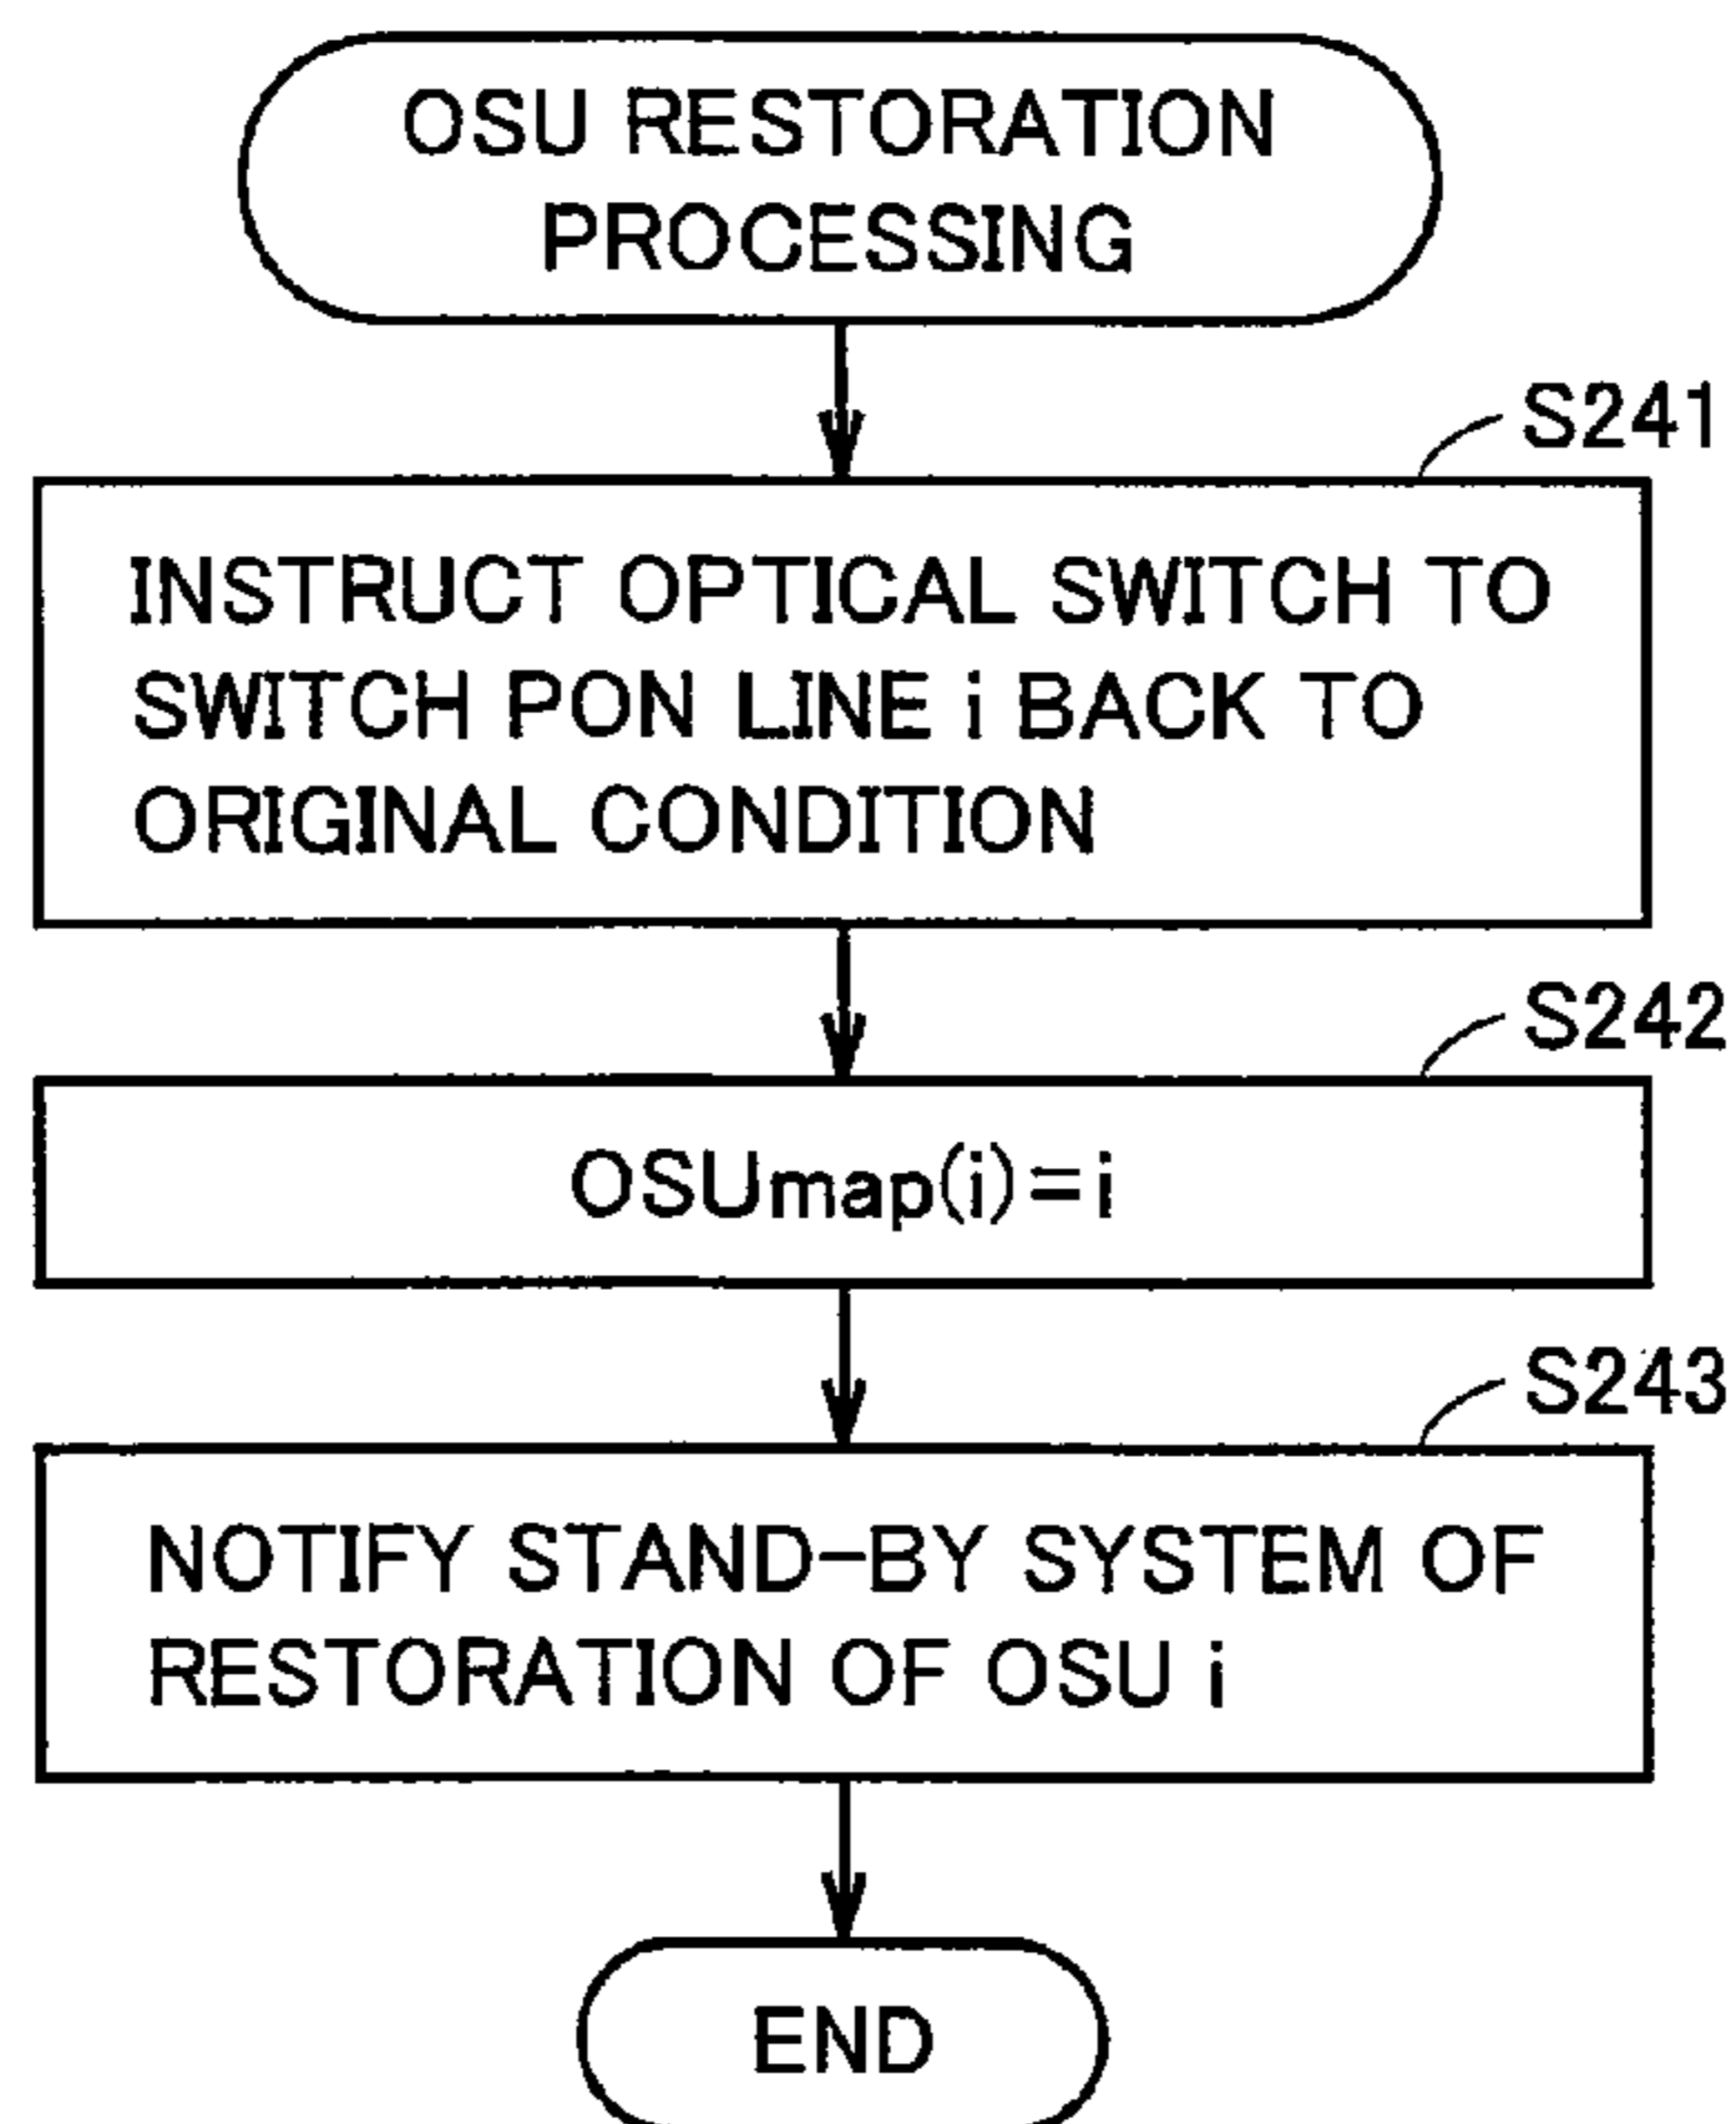 OSU RESTORATION
PROCESSING
S241
INSTRUCT OPTICAL SWITCH TO
SWITCH PON LINE i BACK TO
ORIGINAL CONDITION
S242
OSUmap(i)=i
S243
NOTIFY STAND-BY SYSTEM OF
RESTORATION OF OSU i
END